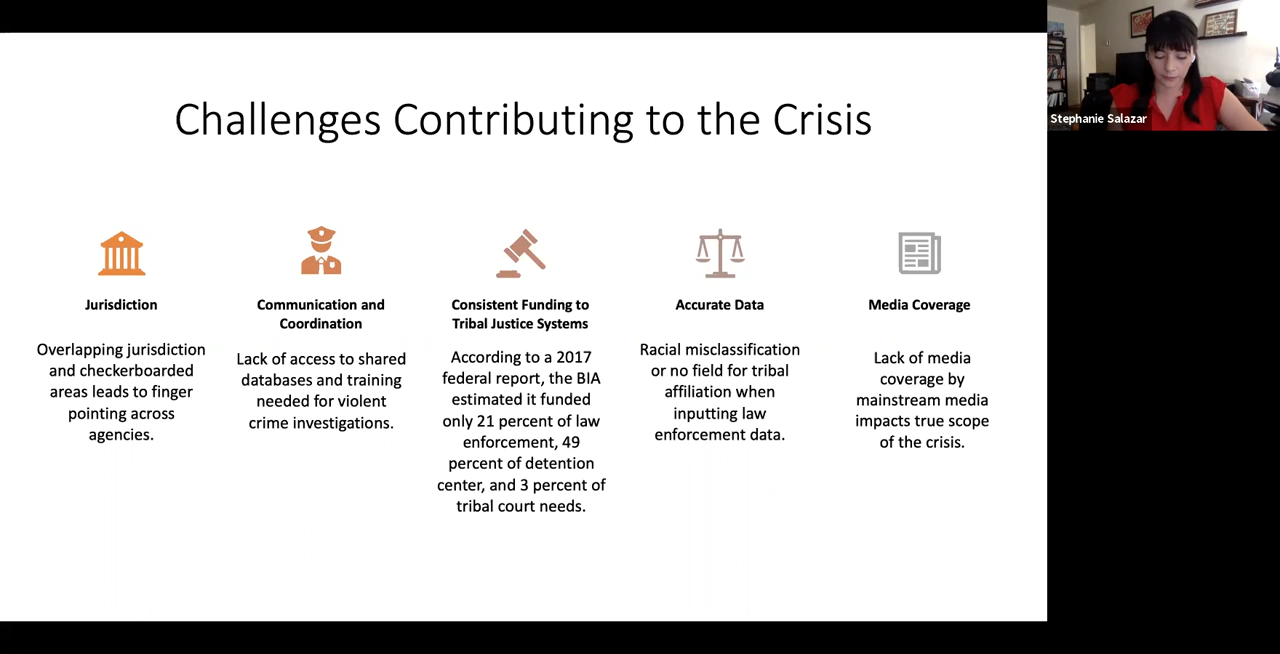 Challenges Contributing to the Crisis
Stephanie Salazar
Jurisdiction
Overlapping jurisdiction
and checkerboarded
areas leads to finger
pointing across
agencies.
Communication and
Coordination
Lack of access to shared
databases and training
needed for violent
crime investigations.
Consistent Funding to
Tribal Justice Systems
According to a 2017
federal report, the BIA
estimated it funded
only 21 percent of law
enforcement, 49
percent of detention
center, and 3 percent of
tribal court needs.
Accurate Data
Racial misclassification
or no field for tribal
affiliation when
inputting law
enforcement data.
Media Coverage
Lack of media
coverage by
mainstream media
impacts true scope
of the crisis.